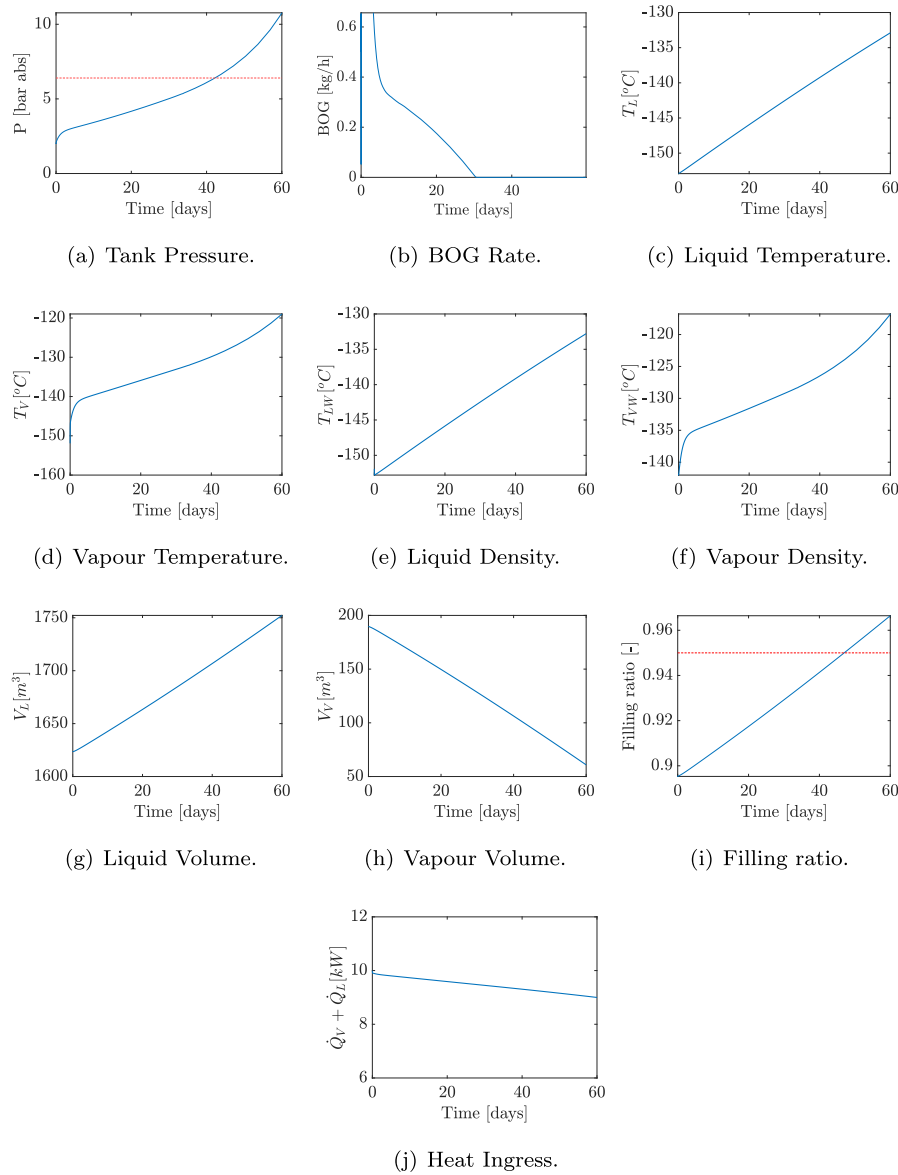 10
5
0
P [bar abs]
0 20 40 60
Time [days]
(a) Tank Pressure.
0.6
0.4
0.2
0
BOG [kg/h]
0 20 40
Time [days]
(b) BOG Rate.
-130
-135
-140
-145
-150
T_L[°C]
0 20 40 60
Time [days]
(c) Liquid Temperature.
-120
-130
-140
-150
-160
T_V[°C]
0 20 40 60
Time [days]
(d) Vapour Temperature.
-130
-135
-140
-145
-150
T_{LW}[°C]
0 20 40 60
Time [days]
(e) Liquid Density.
-120
-125
-130
-135
-140
T_{VW}[°C]
0 20 40 60
Time [days]
(f) Vapour Density.
1750
1700
1650
1600
V_L[m³]
0 20 40 60
Time [days]
(g) Liquid Volume.
200
150
100
50
V_V[m³]
0 20 40 60
Time [days]
(h) Vapour Volume.
0.96
0.94
0.92
0.9
Filling ratio [-]
0 20 40 60
Time [days]
(i) Filling ratio.
12
10
8
6
Q̇_V + Q̇_L[kW]
0 20 40 60
Time [days]
(j) Heat Ingress.